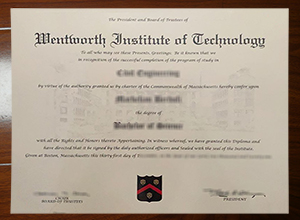 The President and Board of Trustees of
Wentworth Institute of Technology
To all who may see these Presents, Greetings: Be it known that we
in recognition of the successful completion of the program of study in
Civil Engineering
by virtue of the authority granted us by charter of the Commonwealth of Massachusetts hereby confer upon
the degree of
Bachelor of Science
with all the Rights and Honors thereto Appertaining. In witness whereof, we have granted this Diploma and
have directed that it be signed by the duly authorized officers and sealed with the seal of the Institute.
Given at Boston, Massachusetts this thirty first day of
CHAIR
BOARD OF TRUSTEES
PRESIDENT